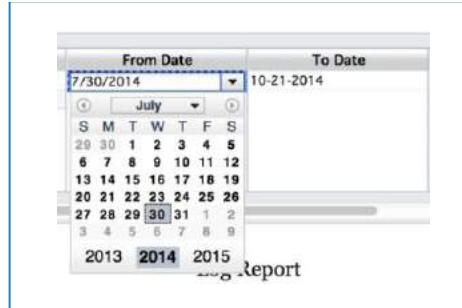 From Date To Date
7/30/2014 10-21-2014
July
S M T W T F S
29 30 1 2 3 4 5
6 7 8 9 10 11 12
13 14 15 16 17 18 19
20 21 22 23 24 25 26
27 28 29 30 31 1 2
3 4 5 6 7 8 9
2013 2014 2015
Log Report